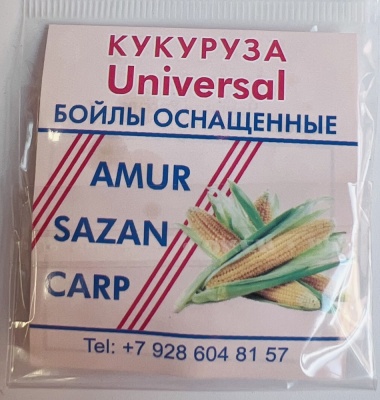 КУКУРУЗА
Universal
БОЙЛЫ ОСНАЩЕННЫЕ
AMUR
SAZAN
CARP
Tel: +7 928 604 81 57